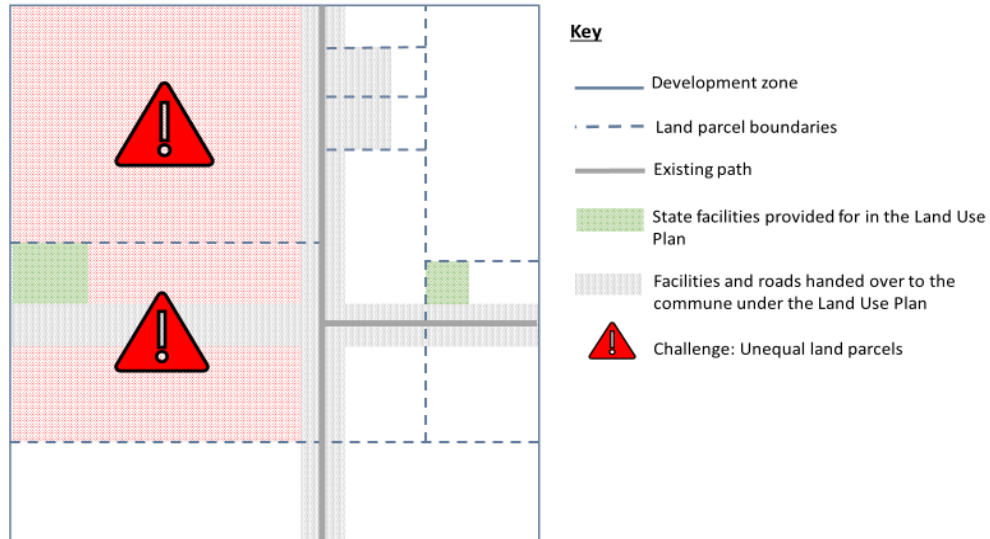 Key
Development zone
Land parcel boundaries
Existing path
State facilities provided for in the Land Use
Plan
Facilities and roads handed over to the
commune under the Land Use Plan
Challenge: Unequal land parcels